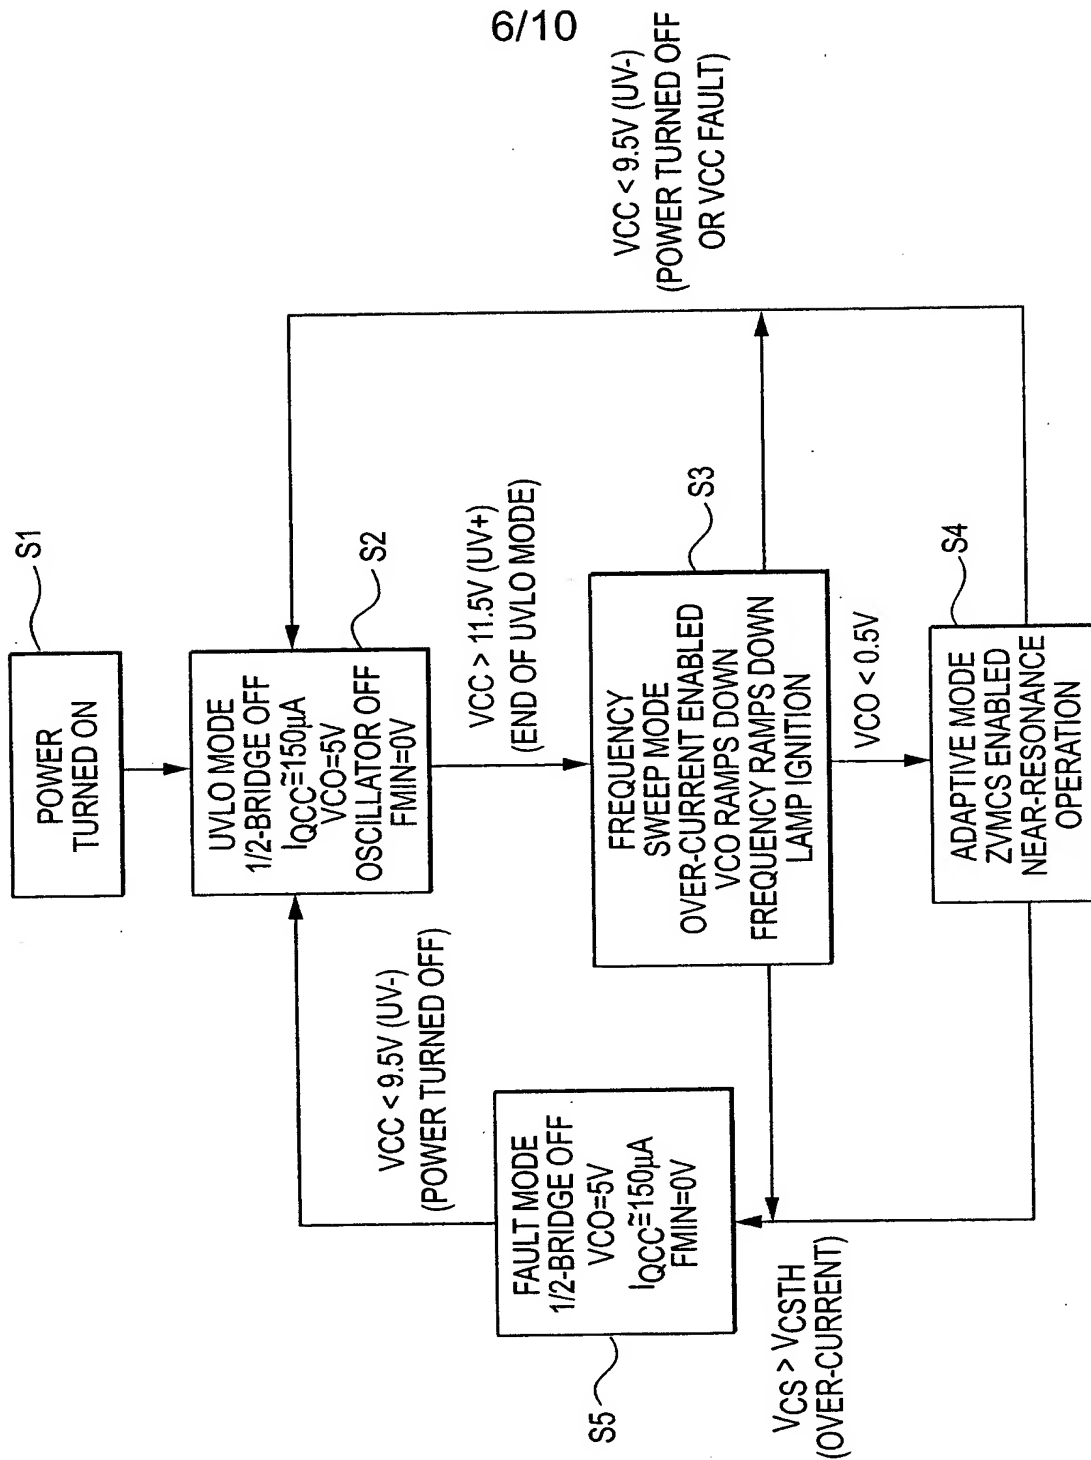 6/10
POWER
TURNED ON
S1
UVLO MODE
1/2-BRIDGE OFF
IQCC≅150µA
VCO=5V
OSCILLATOR OFF
FMIN=0V
S2
VCC < 9.5V (UV-)
(POWER TURNED OFF)
VCC > 11.5V (UV+)
(END OF UVLO MODE)
VCC < 9.5V (UV-)
(POWER TURNED OFF
OR VCC FAULT)
FAULT MODE
1/2-BRIDGE OFF
VCO=5V
IQCC≅150µA
FMIN=0V
S5
FREQUENCY
SWEEP MODE
OVER-CURRENT ENABLED
VCO RAMPS DOWN
FREQUENCY RAMPS DOWN
LAMP IGNITION
S3
VCS > VCSTH
(OVER-CURRENT)
VCO < 0.5V
ADAPTIVE MODE
ZVMCS ENABLED
NEAR-RESONANCE
OPERATION
S4